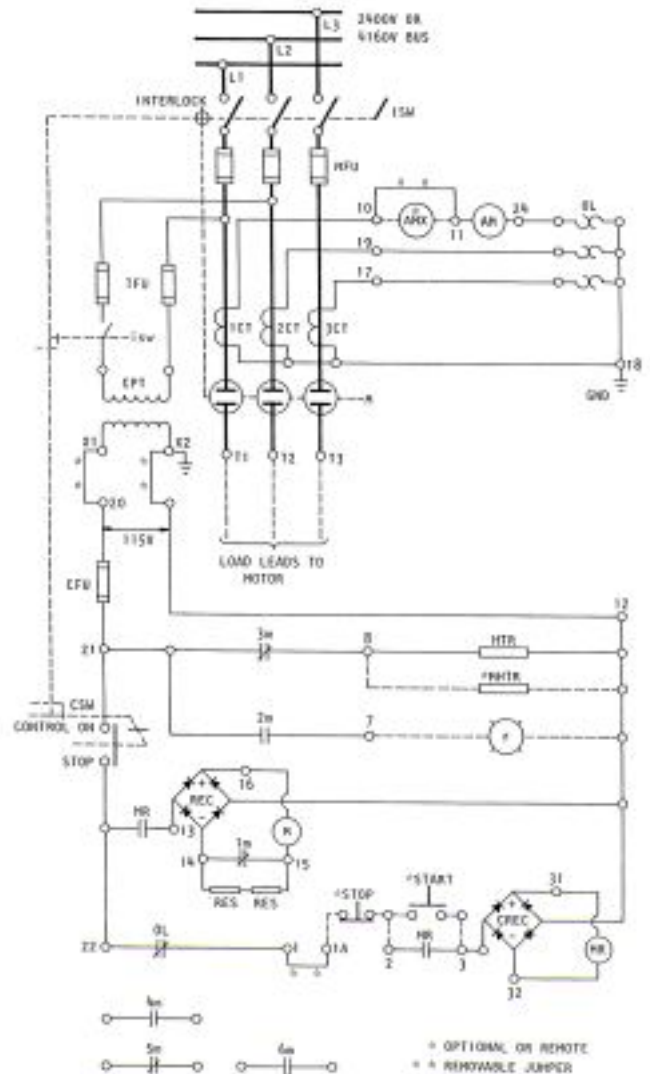 L3 2400V OR
4160V BUS
L2
L1
INTERLOCK
ISW
MFU
10
AMX
11
AM
24
OL
19
17
TFU
ISW
1CT
2CT
3CT
18
GND
CPT
M
X1
X2
T1
T2
T3
20
115V
LOAD LEADS TO
MOTOR
CFU
12
21
3m
8
HTR
*MHTR
CSW
CONTROL ON
2m
7
STOP
16
+
REC
-
MR
13
M
1m
14
15
RES RES
*START
*STOP
31
+
CREC
-
22
OL
1
1A
MR
2
3
MR
32
4m
5m
6m
* OPTIONAL OR REMOTE
* * REMOVABLE JUMPER